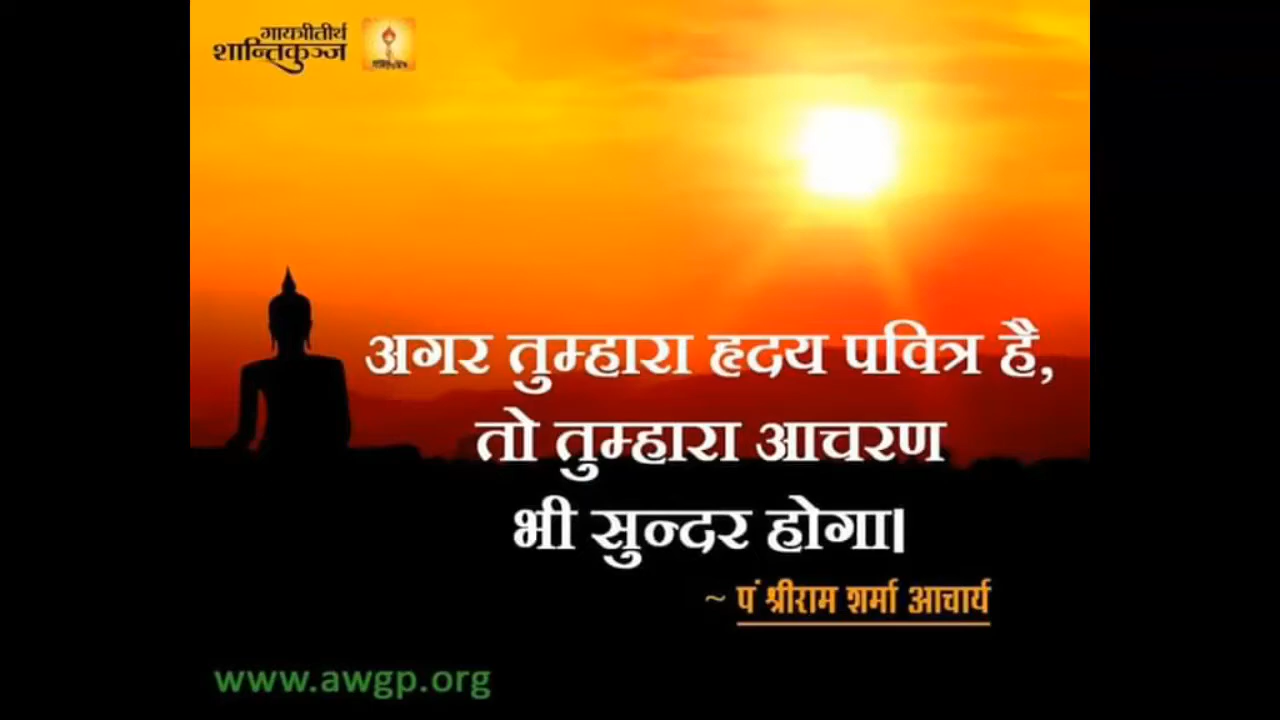 गायत्रीतीर्थ
शान्तिकुञ्ज
अगर तुम्हारा हृदय पवित्र है,
तो तुम्हारा आचरण
भी सुन्दर होगा।
~ पं श्रीराम शर्मा आचार्य
www.awgp.org